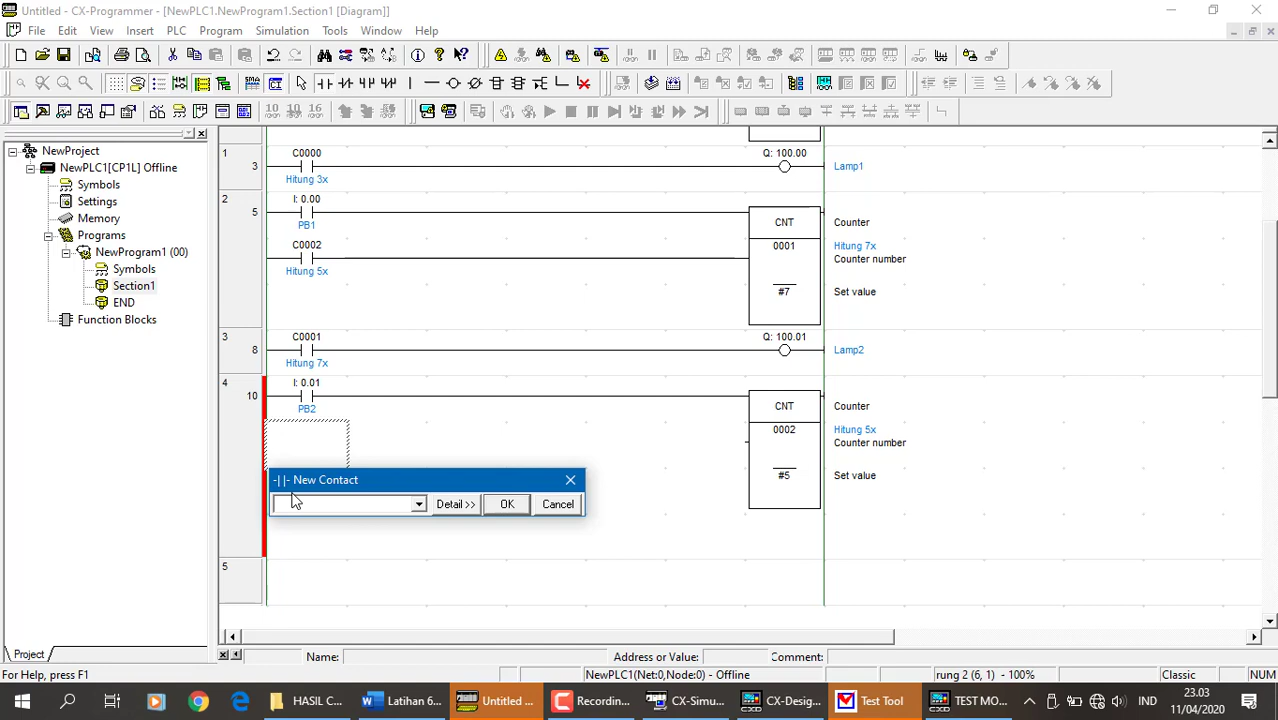 Untitled - CX-Programmer - [NewPLC1.NewProgram1.Section1 [Diagram]]
File Edit View Insert PLC Program Simulation Tools Window Help
10 10 16
NewProject
NewPLC1[CP1L] Offline
Symbols
Settings
Memory
Programs
NewProgram1 (00)
Symbols
Section1
END
Function Blocks
Project
1
3
C0000
Hitung 3x
Q: 100.00
Lamp1
2
5
I: 0.00
PB1
C0002
Hitung 5x
CNT
Counter
0001
Hitung 7x
Counter number
#7
Set value
3
8
C0001
Hitung 7x
Q: 100.01
Lamp2
4
10
I: 0.01
PB2
CNT
Counter
0002
Hitung 5x
Counter number
#5
Set value
-| |- New Contact
Detail >> OK Cancel
5
Name: Address or Value: Comment:
For Help, press F1 NewPLC1(Net:0,Node:0) - Offline rung 2 (6, 1) - 100% Classic NUM
HASIL C... Latihan 6... Untitled ... Recordin... CX-Simu... CX-Desig... Test Tool TEST MO... IND 23.03
11/04/2020